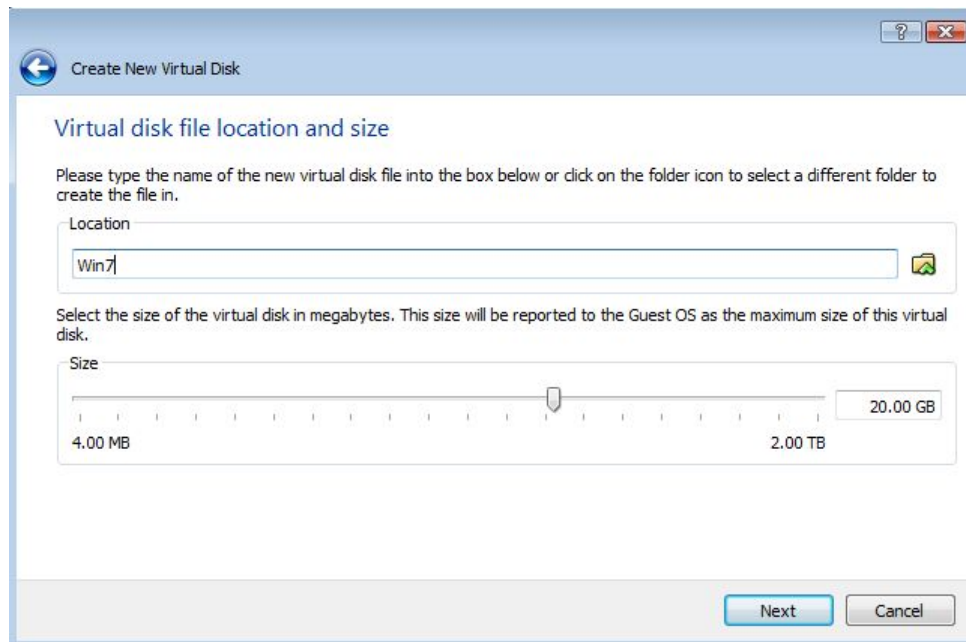 Create New Virtual Disk
Virtual disk file location and size
Please type the name of the new virtual disk file into the box below or click on the folder icon to select a different folder to
create the file in.
Location
Win7
Select the size of the virtual disk in megabytes. This size will be reported to the Guest OS as the maximum size of this virtual
disk.
Size
20.00 GB
4.00 MB
2.00 TB
Next
Cancel